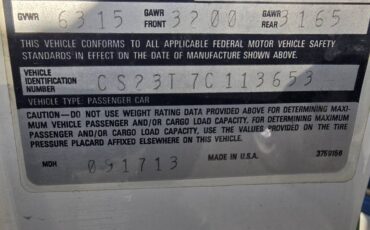 GVWR 6315 GAWR FRONT 3200 GAWR REAR 3165
THIS VEHICLE CONFORMS TO ALL APPLICABLE FEDERAL MOTOR VEHICLE SAFETY
STANDARDS IN EFFECT ON THE DATE OF MANUFACTURE SHOWN ABOVE.
VEHICLE
IDENTIFICATION
NUMBER
CS23T7C113653
VEHICLE TYPE: PASSENGER CAR
CAUTION—DO NOT USE WEIGHT RATING DATA PROVIDED ABOVE FOR DETERMINING MAXI-
MUM VEHICLE PASSENGER AND/OR CARGO LOAD CAPACITY, FOR DETERMINING MAXIMUM
PASSENGER AND/OR CARGO LOAD CAPACITY, USE THE VALUES PROVIDED ON THE TIRE
PRESSURE PLACARD AFFIXED ELSEWHERE ON THIS VEHICLE.
MDH 091713 MADE IN U.S.A. 3759158